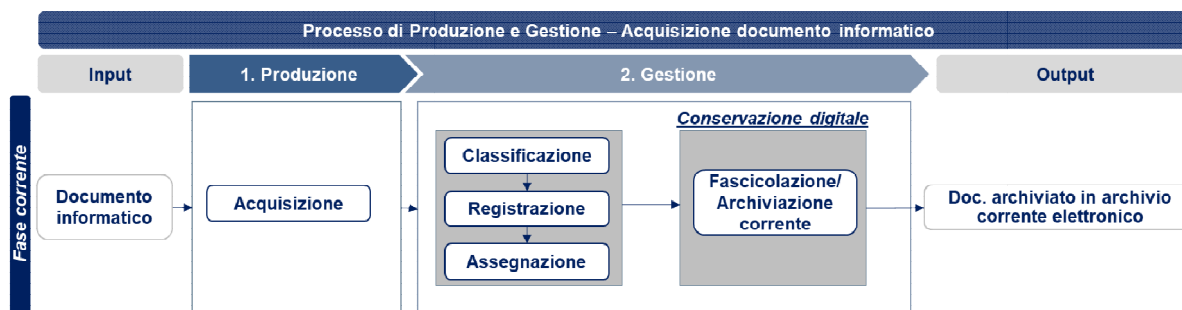 Processo di Produzione e Gestione – Acquisizione documento informatico
Input
1. Produzione
2. Gestione
Output
Fase corrente
Documento
informatico
Acquisizione
Classificazione
Registrazione
Assegnazione
Conservazione digitale
Fascicolazione/
Archiviazione
corrente
Doc. archiviato in archivio
corrente elettronico